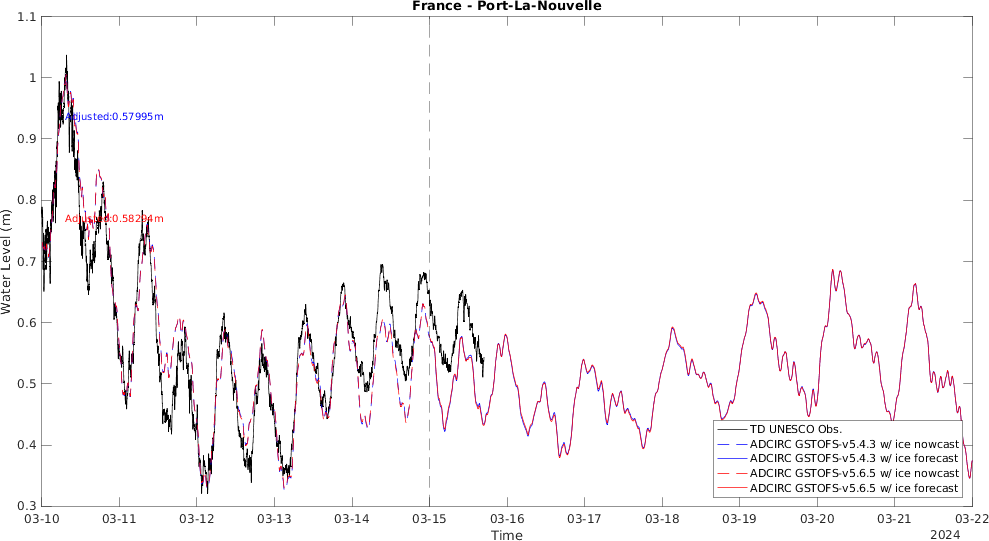 France - Port-La-Nouvelle
1.1
1
0.9
0.8
0.7
0.6
0.5
0.4
0.3
Water Level (m)
Adjusted:0.57995m
Adjusted:0.58294m
TD UNESCO Obs.
ADCIRC GSTOFS-v5.4.3 w/ ice nowcast
ADCIRC GSTOFS-v5.4.3 w/ ice forecast
ADCIRC GSTOFS-v5.6.5 w/ ice nowcast
ADCIRC GSTOFS-v5.6.5 w/ ice forecast
03-10 03-11 03-12 03-13 03-14 03-15 03-16 03-17 03-18 03-19 03-20 03-21 03-22
Time
2024